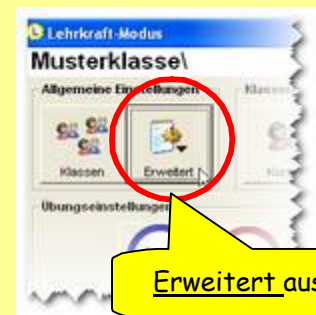 Lehrkraft-Modus
Musterklasse\
Allgemeine Einstellungen
Klassen
Erweitert
Übungseinstellungen
Erweitert aus